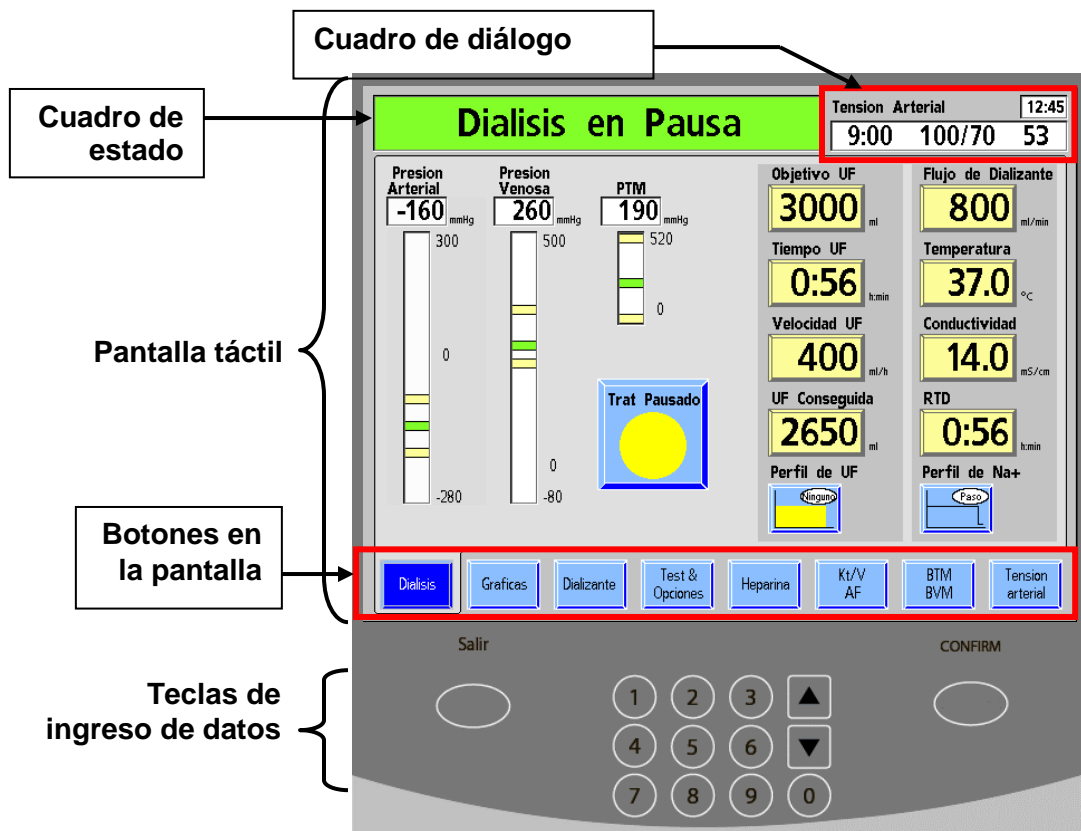 Cuadro de diálogo
Cuadro de
estado
Dialisis en Pausa
Tension Arterial 12:45
9:00 100/70 53
Presion
Arterial
-160 mmHg
300
0
-280
Presion
Venosa
260 mmHg
500
0
-80
PTM
190 mmHg
520
0
Trat Pausado
Objetivo UF
3000 ml
Tiempo UF
0:56 h:min
Velocidad UF
400 ml/h
UF Conseguida
2650 ml
Perfil de UF
Ninguno
Flujo de Dializante
800 ml/min
Temperatura
37.0 °C
Conductividad
14.0 mS/cm
RTD
0:56 h:min
Perfil de Na+
Paso
Pantalla táctil
Botones en
la pantalla
Dialisis
Graficas
Dializante
Test &
Opciones
Heparina
Kt/V
AF
BTM
BVM
Tension
arterial
Salir
CONFIRM
Teclas de
ingreso de datos
1 2 3
4 5 6
7 8 9 0